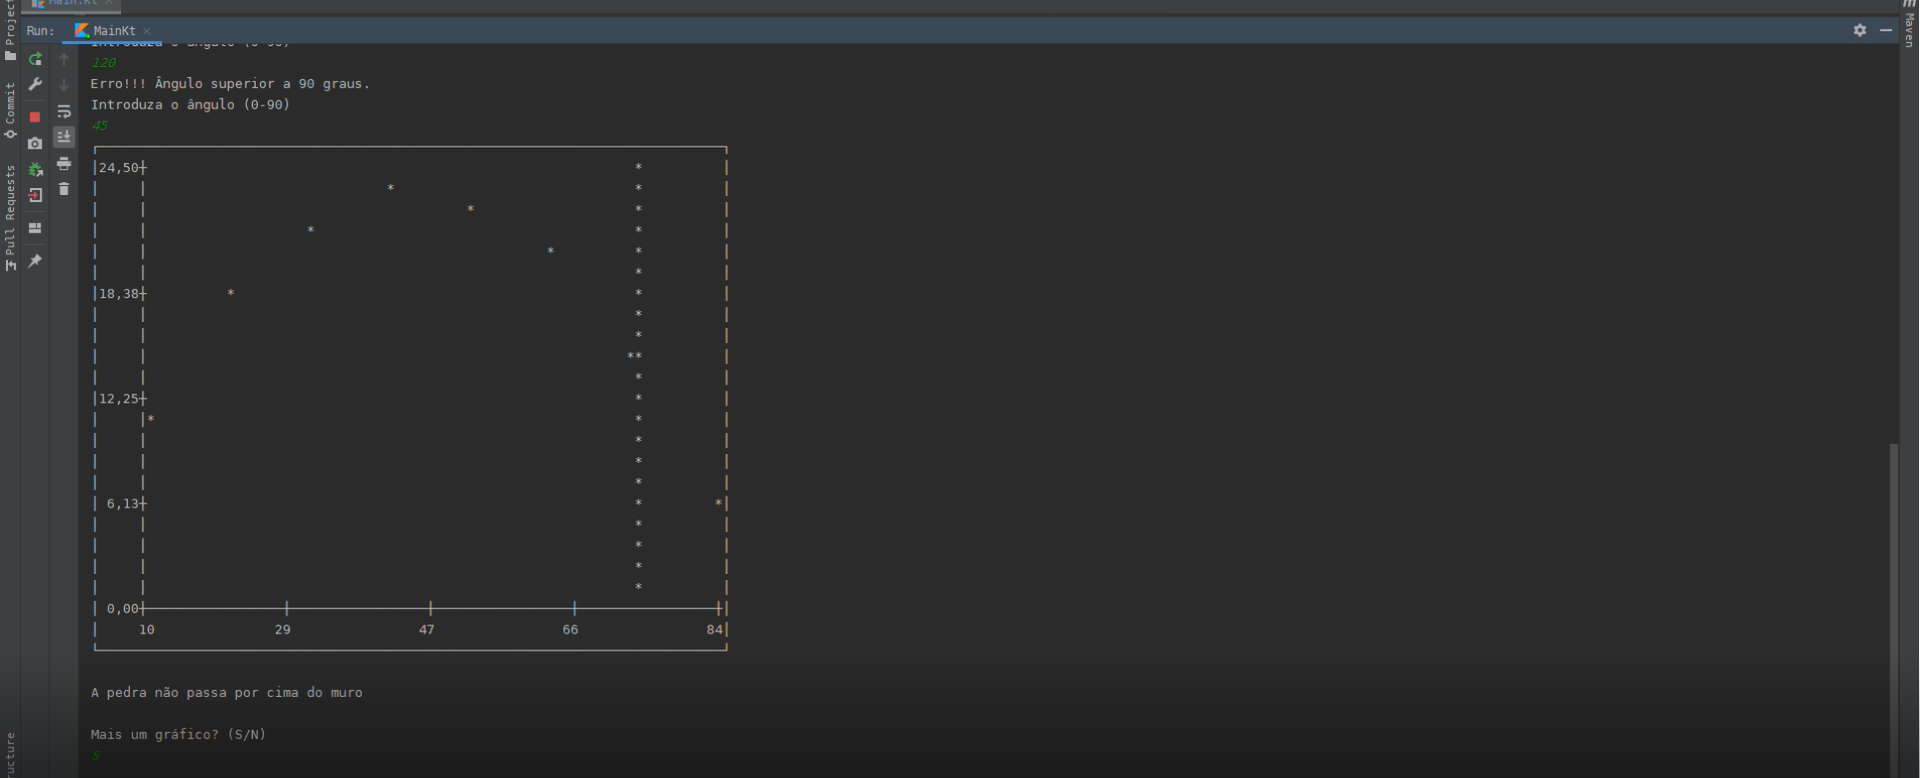 Main.kt
Run: MainKt
Introduza o ângulo (0-90)
120
Erro!!! Ângulo superior a 90 graus.
Introduza o ângulo (0-90)
45
24,50
*
*
*
*
*
*
*
*
*
*
18,38
*
*
*
*
**
*
12,25
*
*
*
*
*
*
6,13
*
*
*
*
*
*
0,00
10 29 47 66 84
A pedra não passa por cima do muro
Mais um gráfico? (S/N)
S
Project
Commit
Pull Requests
ructure
m
Maven